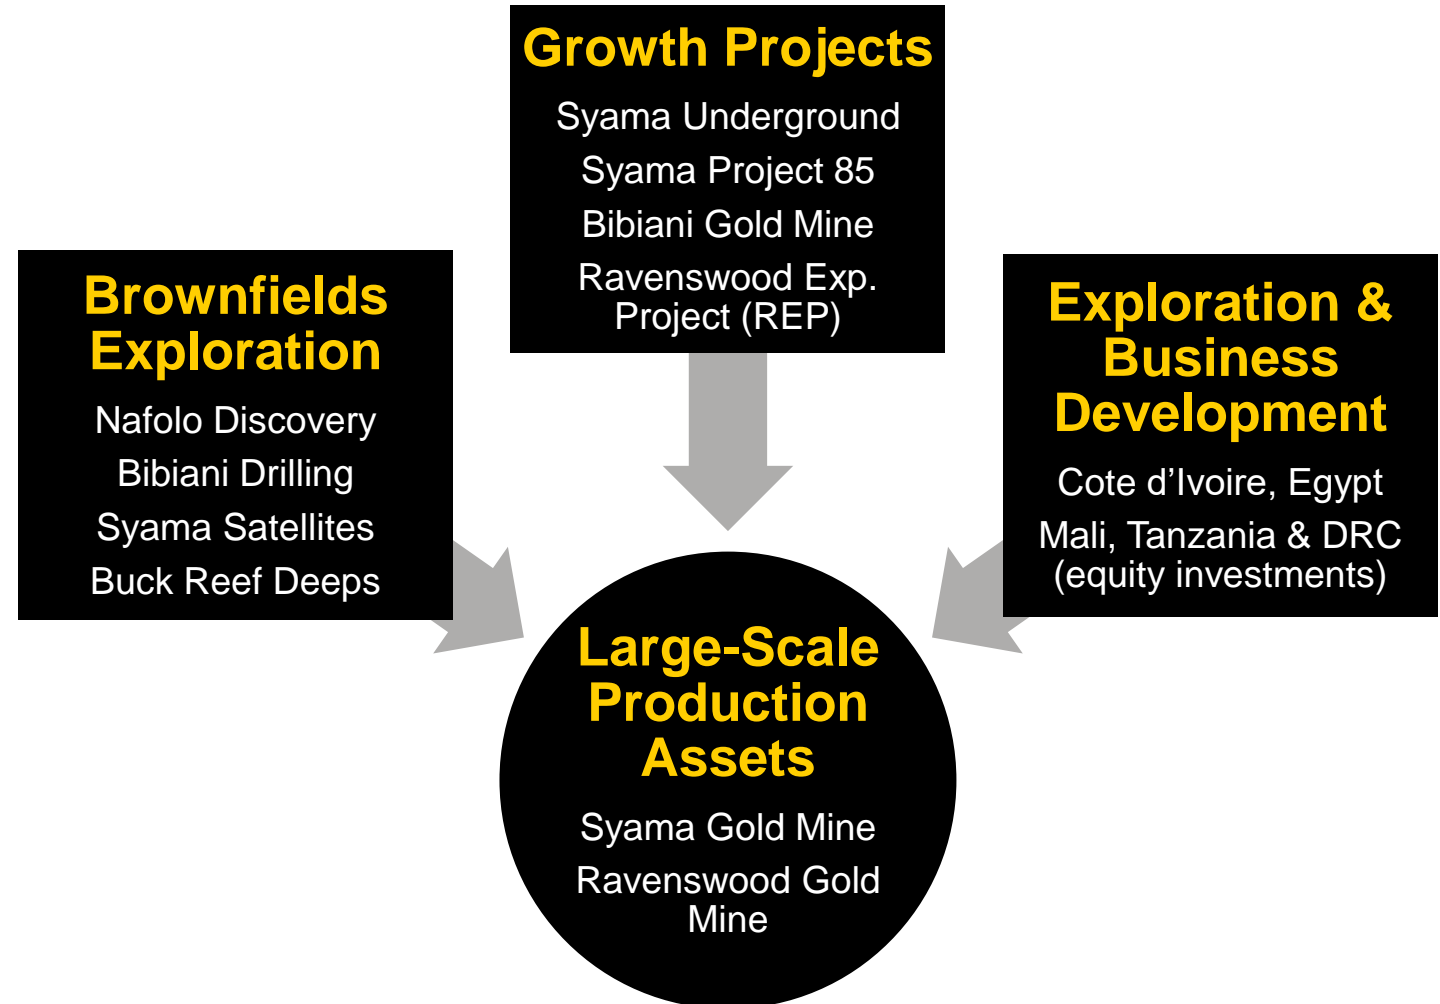 Growth Projects
Syama Underground
Syama Project 85
Bibiani Gold Mine
Ravenswood Exp.
Project (REP)
Brownfields
Exploration
Nafolo Discovery
Bibiani Drilling
Syama Satellites
Buck Reef Deeps
Exploration &
Business
Development
Cote d’Ivoire, Egypt
Mali, Tanzania & DRC
(equity investments)
Large-Scale
Production
Assets
Syama Gold Mine
Ravenswood Gold
Mine